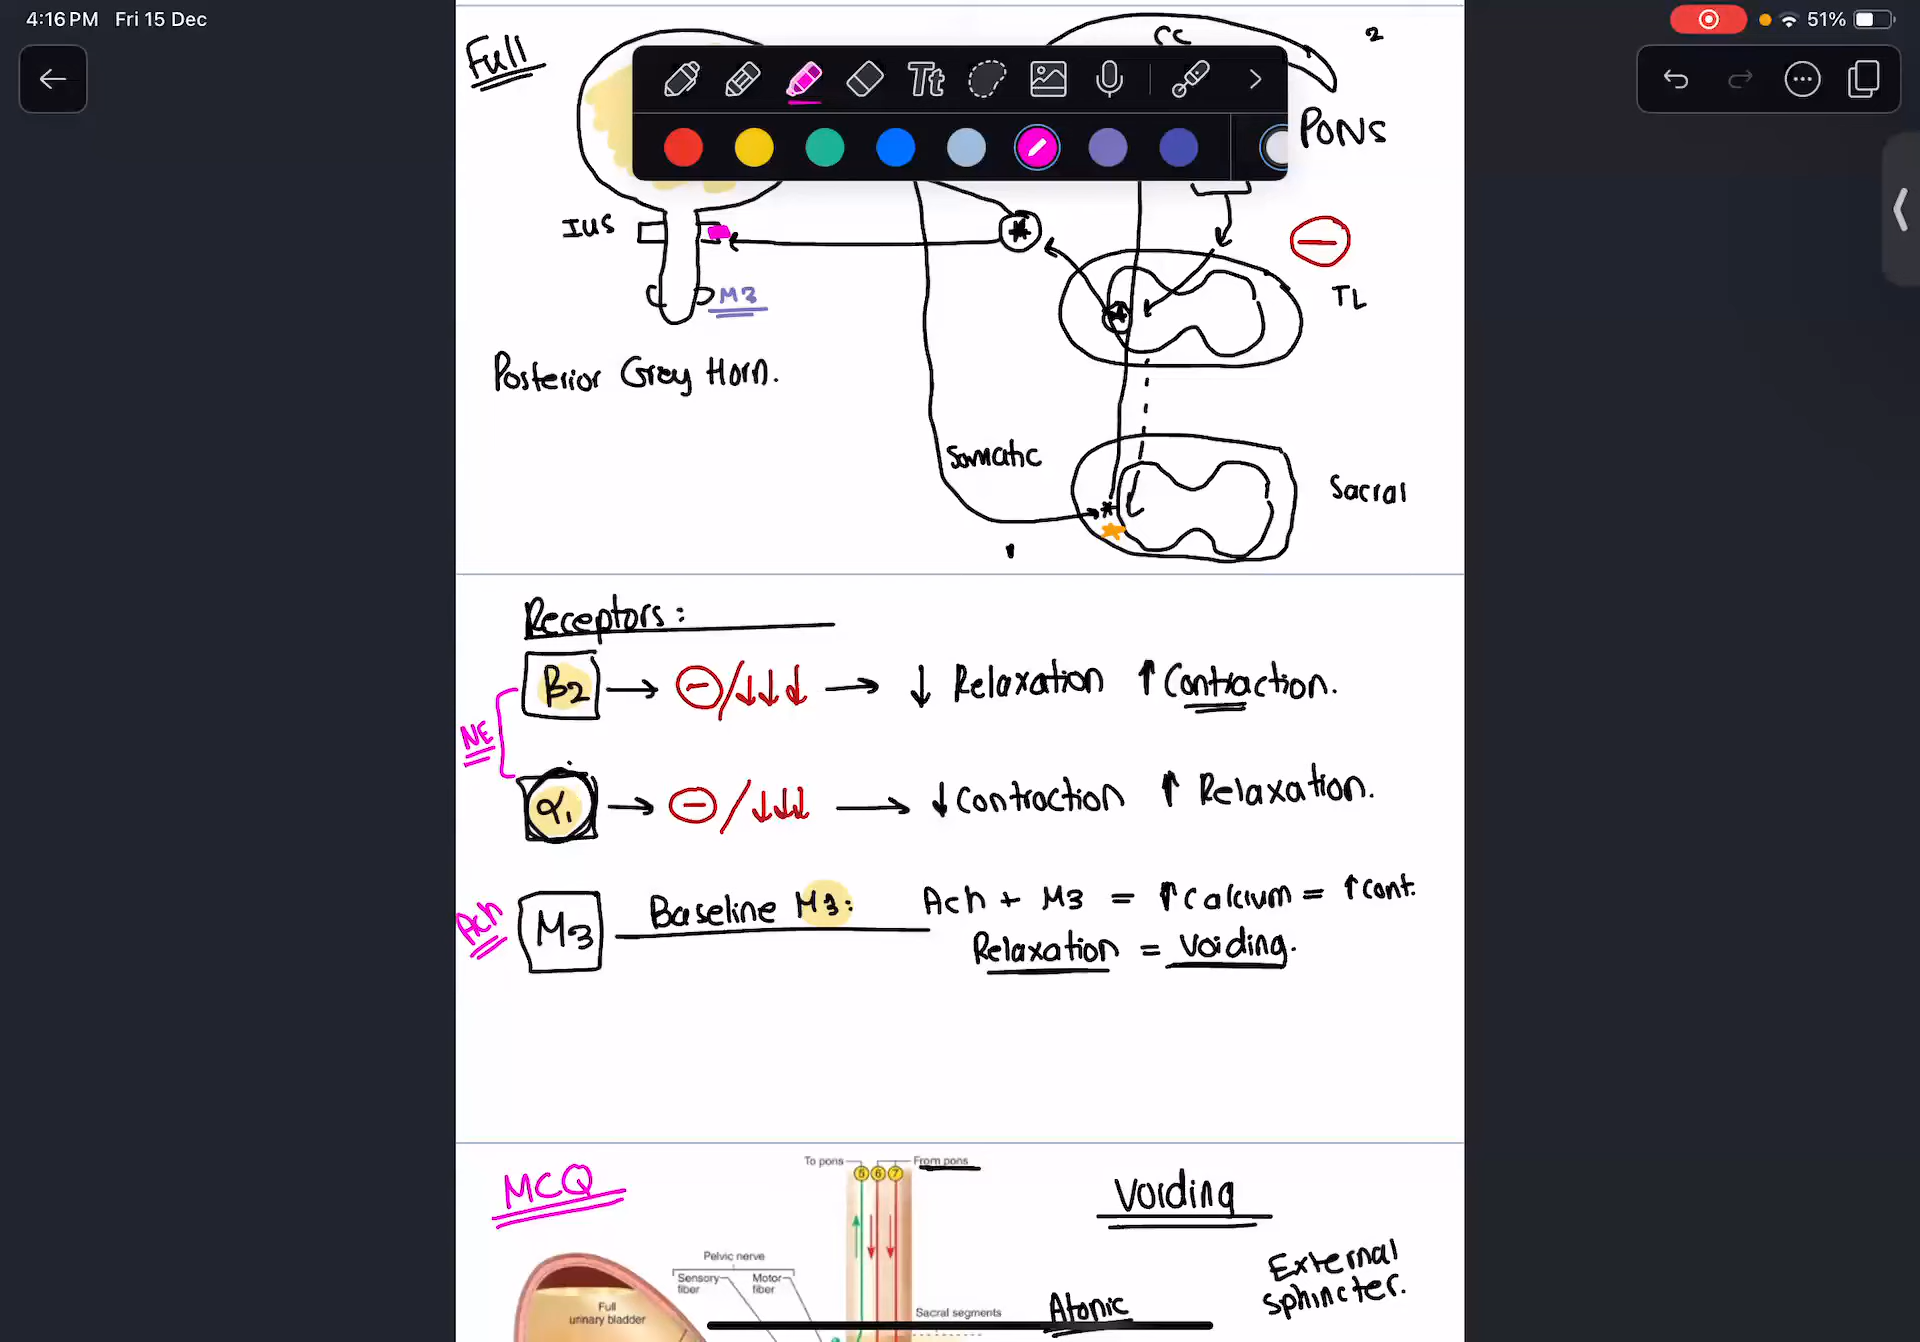 4:16 PM Fri 15 Dec
51%
Full
CC
2
Tt
PONS
IUS
M3
TL
Posterior Grey Horn.
Somatic
Sacral
Receptors:
B2 → ⊖/↓↓↓ → ↓ Relaxation ↑ Contraction.
NE
α1 → ⊖/↓↓↓ → ↓ Contraction ↑ Relaxation.
Ach
M3 Baseline M3: Ach + M3 = ↑ Calcium = ↑ cont.
Relaxation = Voiding.
MCQ
To pons
From pons
5 6 7
Voiding
Pelvic nerve
Sensory fiber
Motor fiber
External sphincter.
Full urinary bladder
Sacral segments
Atonic